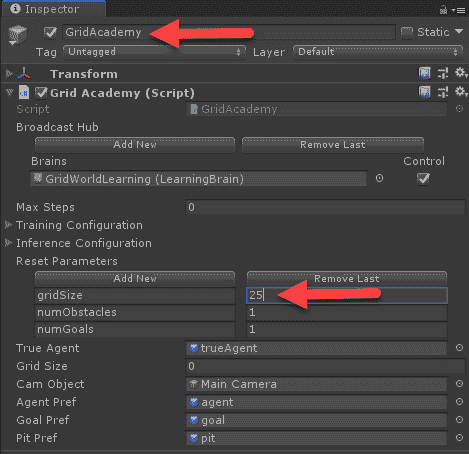 Inspector
GridAcademy Static
Tag Untagged Layer Default
Transform
Grid Academy (Script)
Script GridAcademy
Broadcast Hub
Add New Remove Last
Brains Control
GridWorldLearning (LearningBrain)
Max Steps 0
Training Configuration
Inference Configuration
Reset Parameters
Add New Remove Last
gridSize 25
numObstacles 1
numGoals 1
True Agent trueAgent
Grid Size 0
Cam Object Main Camera
Agent Pref agent
Goal Pref goal
Pit Pref pit